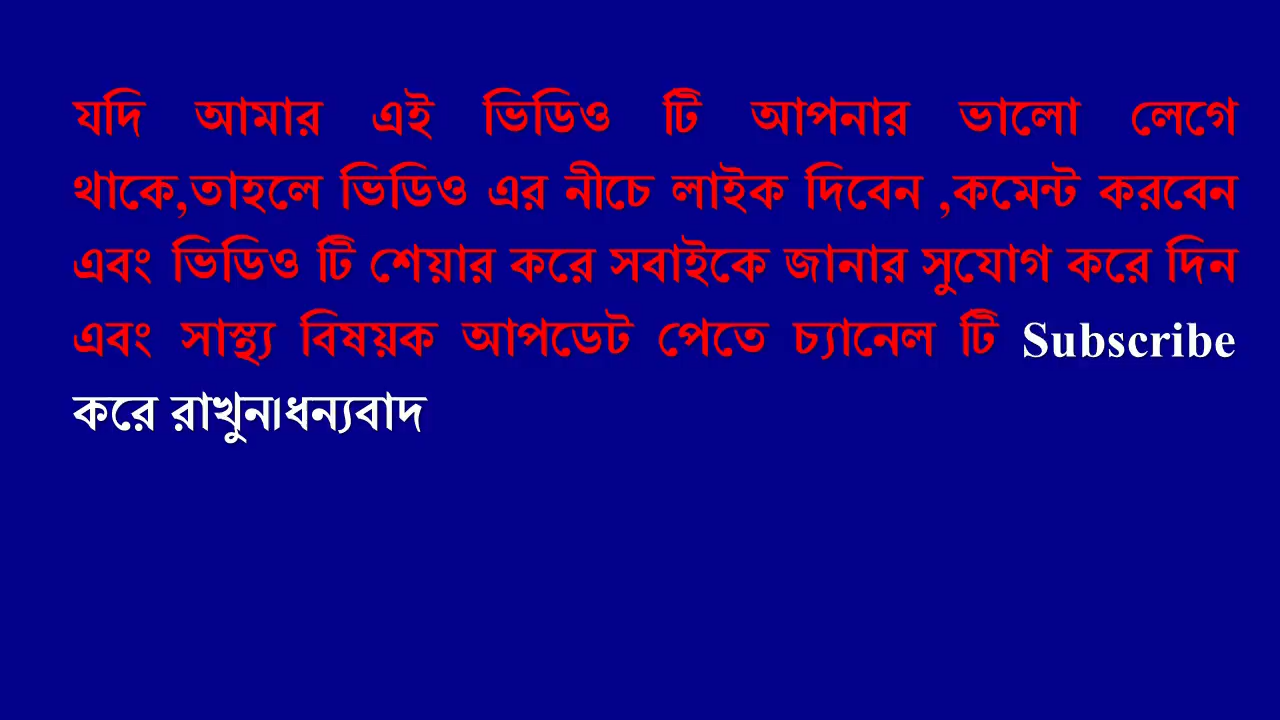 যদি আমার এই ভিডিও টি আপনার ভালো লেগে
থাকে,তাহলে ভিডিও এর নীচে লাইক দিবেন ,কমেন্ট করবেন
এবং ভিডিও টি শেয়ার করে সবাইকে জানার সুযোগ করে দিন
এবং সাস্থ্য বিষয়ক আপডেট পেতে চ্যানেল টি Subscribe
করে রাখুন।ধন্যবাদ